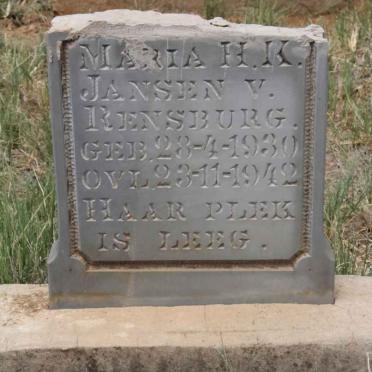 MARIA H.K.
JANSEN V.
RENSBURG.
GEB. 28-4-1930
OVL 23-11-1942
HAAR PLEK
IS LEEG.